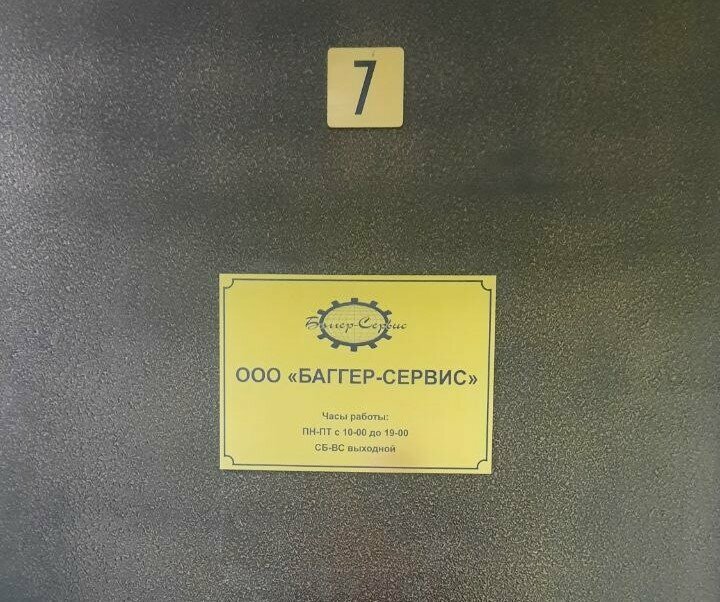 7
Баггер-Сервис
ООО «БАГГЕР-СЕРВИС»
Часы работы:
ПН-ПТ с 10-00 до 19-00
СБ-ВС выходной